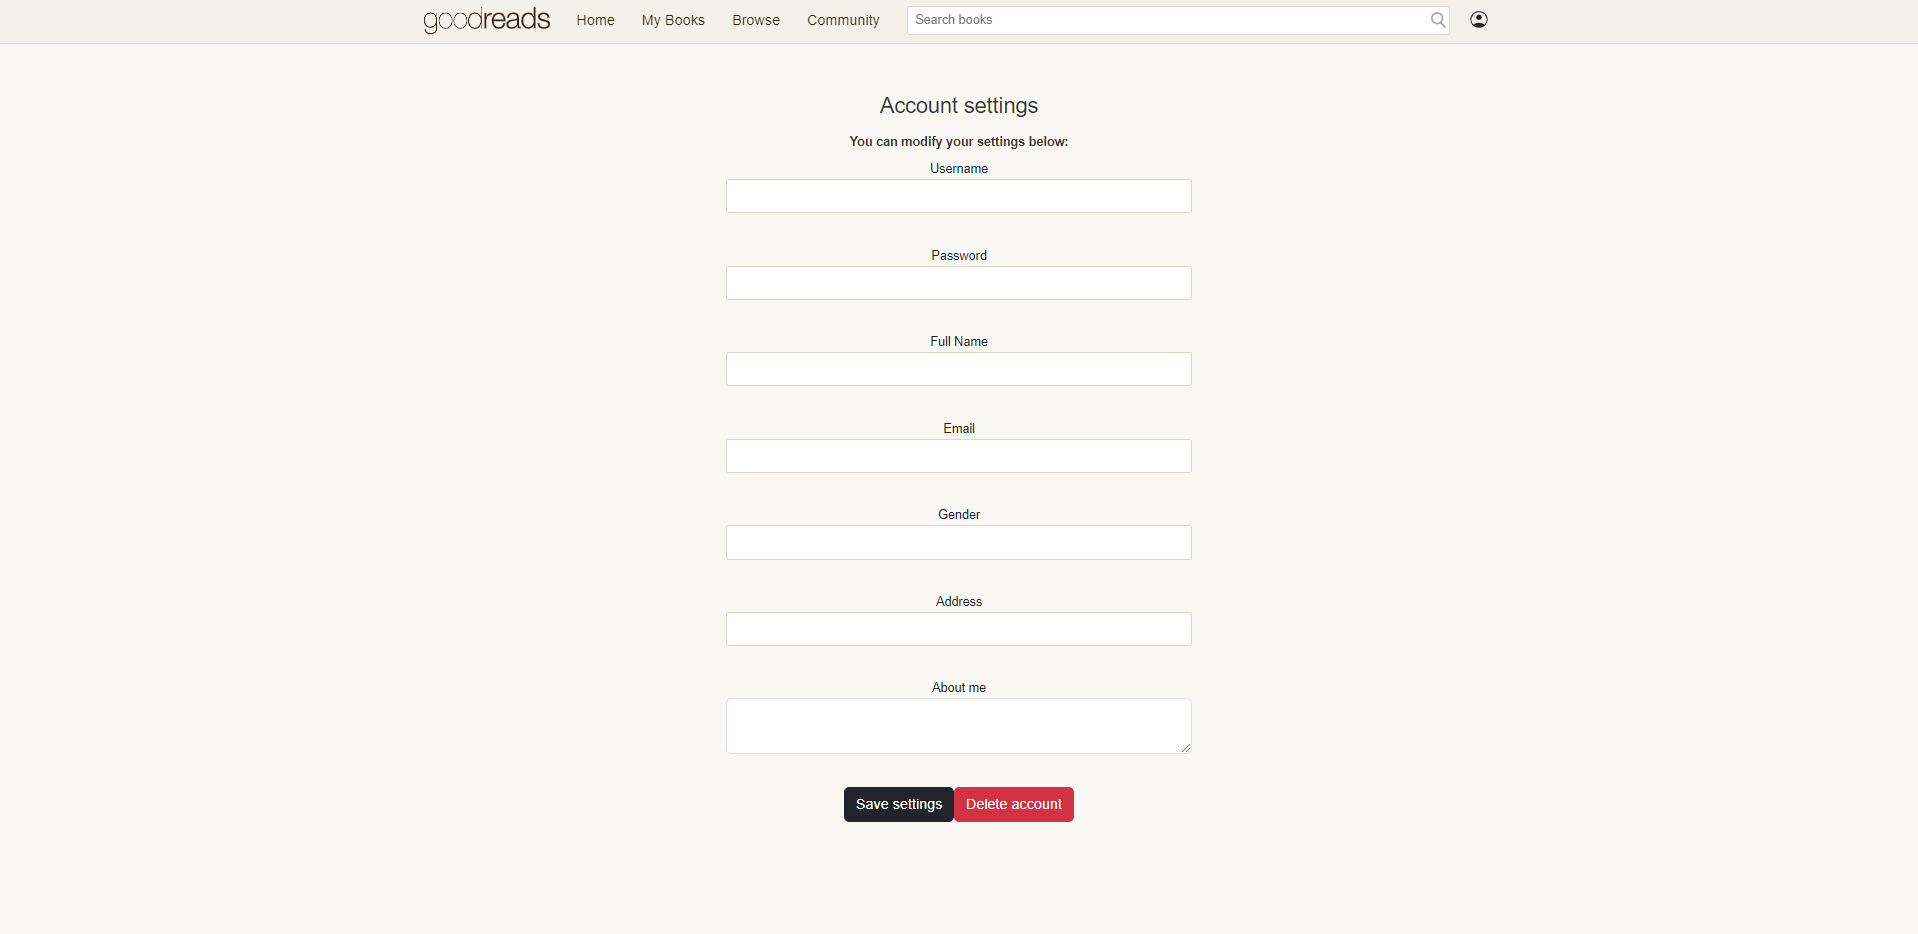 goodreads Home My Books Browse Community Search books
Account settings
You can modify your settings below:
Username
Password
Full Name
Email
Gender
Address
About me
Save settings Delete account